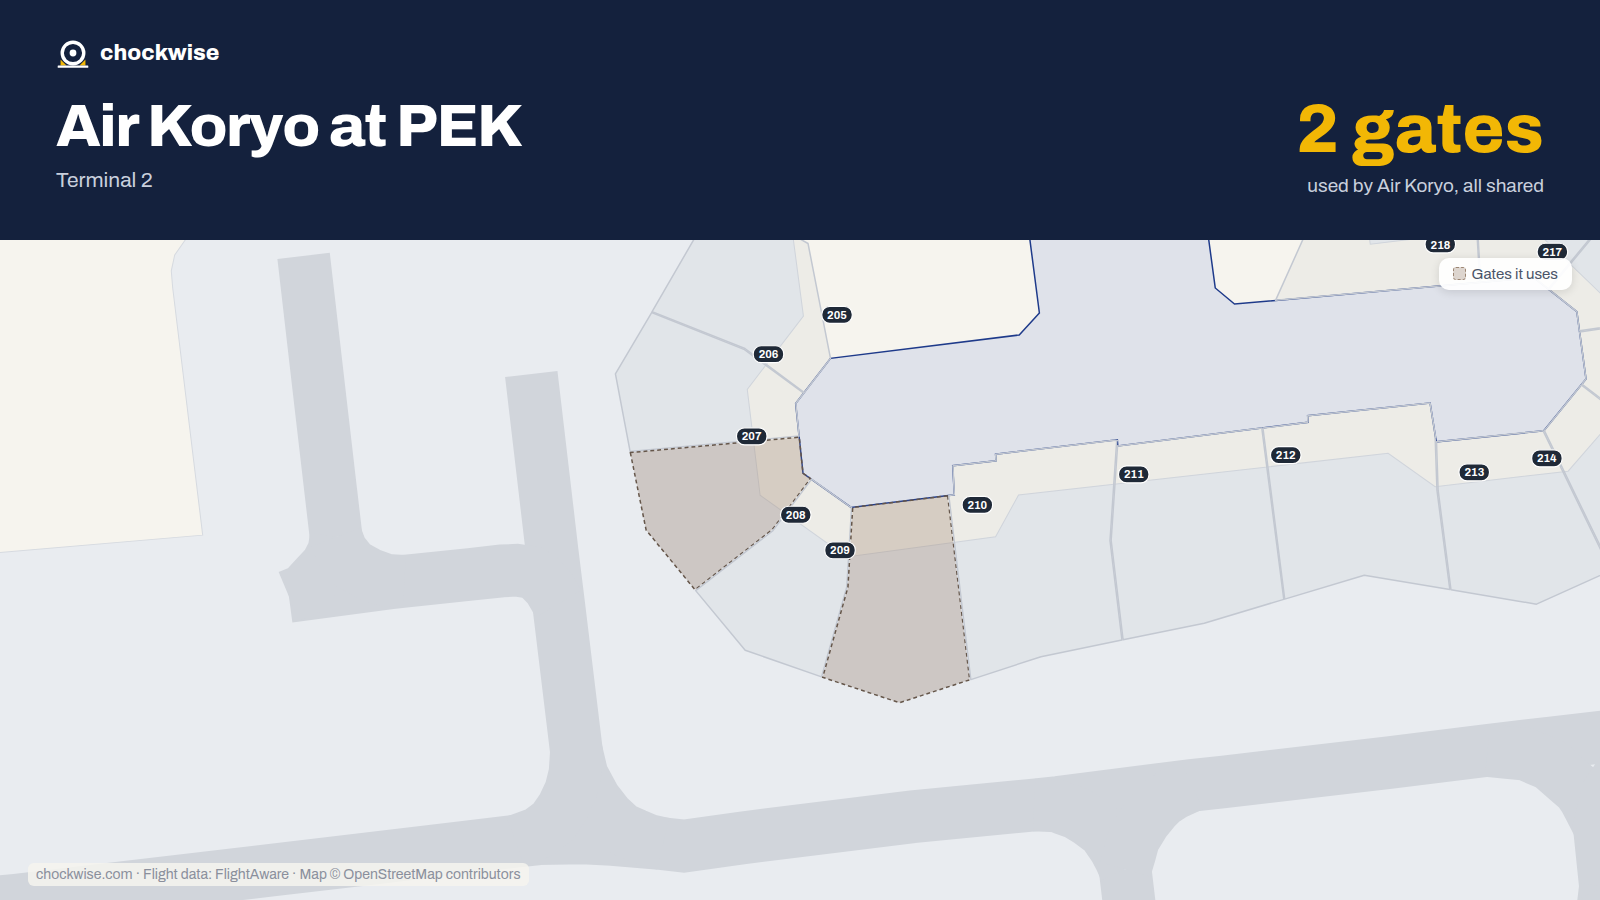 chockwise
Air Koryo at PEK
Terminal 2
2 gates
used by Air Koryo, all shared
218
217
Gates it uses
205
206
207
208
209
210
211
212
213
214
chockwise.com · Flight data: FlightAware · Map © OpenStreetMap contributors